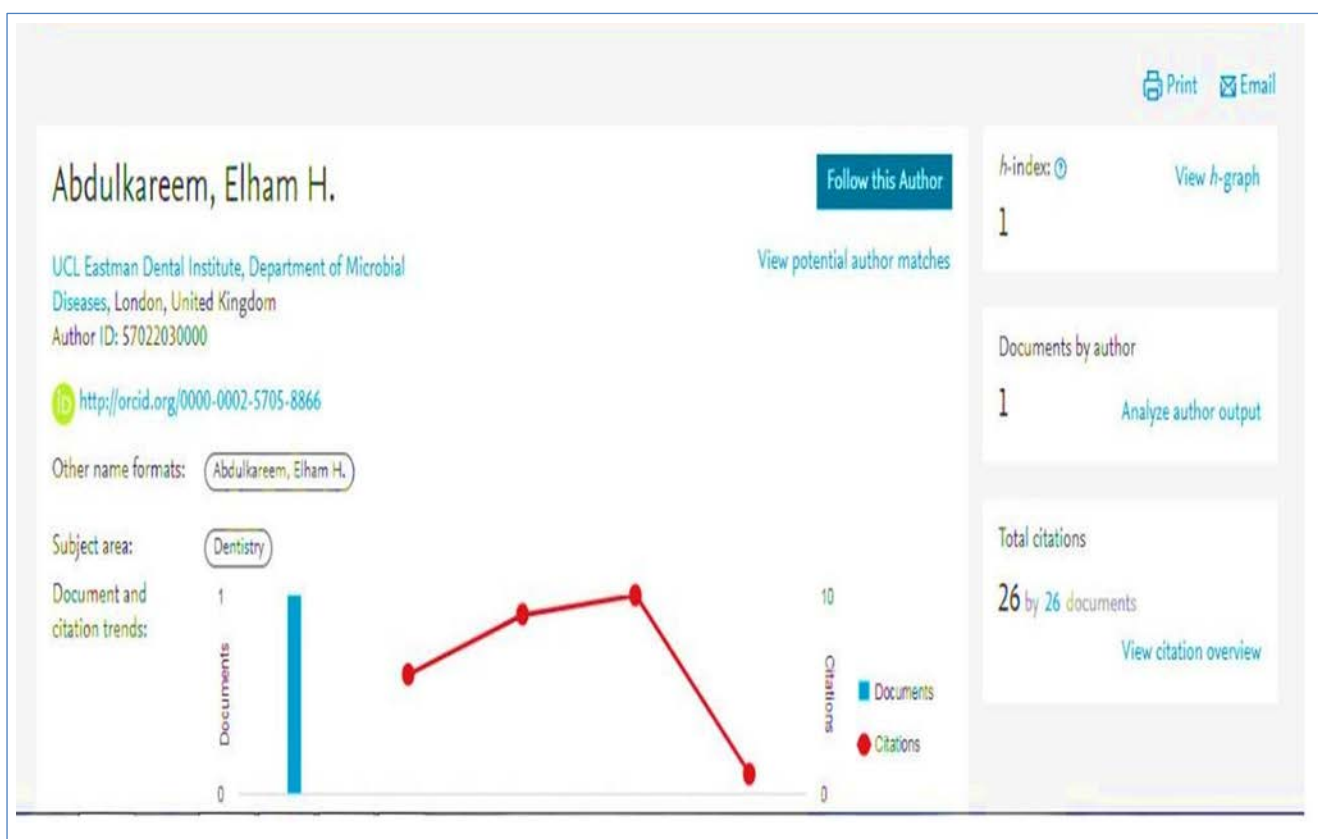 Print Email
Abdulkareem, Elham H.
Follow this Author
UCL Eastman Dental Institute, Department of Microbial
Diseases, London, United Kingdom
Author ID: 57022030000
View potential author matches
iD http://orcid.org/0000-0002-5705-8866
Other name formats: Abdulkareem, Elham H.
Subject area: Dentistry
Document and
citation trends:
1
Documents
0
10
Citations
0
Documents
Citations
h-index: ?
View h-graph
1
Documents by author
1
Analyze author output
Total citations
26 by 26 documents
View citation overview